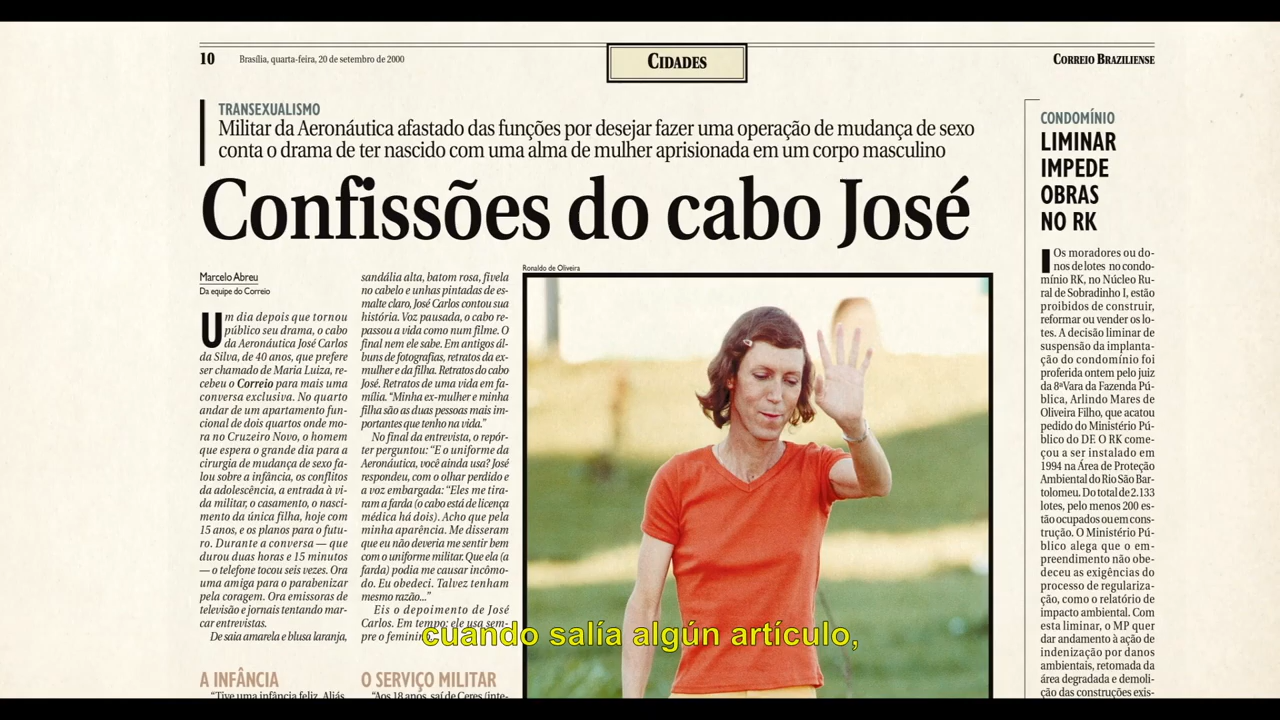 10
Brasília, quarta-feira, 20 de setembro de 2000
CIDADES
CORREIO BRAZILIENSE
TRANSEXUALISMO
Militar da Aeronáutica afastado das funções por desejar fazer uma operação de mudança de sexo
conta o drama de ter nascido com uma alma de mulher aprisionada em um corpo masculino
Confissões do cabo José
Marcelo Abreu
Da equipe do Correio
Um dia depois que tornou
público seu drama, o cabo
da Aeronáutica José Carlos
da Silva, de 40 anos, que prefere
ser chamado de Maria Luiza, re-
cebeu o Correio para mais uma
conversa exclusiva. No quarto
andar de um apartamento fun-
cional de dois quartos onde mo-
ra no Cruzeiro Novo, o homem
que espera o grande dia para a
cirurgia de mudança de sexo fa-
lou sobre a infância, os conflitos
da adolescência, a entrada à vi-
da militar, o casamento, o nasci-
mento da única filha, hoje com
15 anos, e os planos para o futu-
ro. Durante a conversa — que
durou duas horas e 15 minutos
— o telefone tocou seis vezes. Ora
uma amiga para o parabenizar
pela coragem. Ora emissoras de
televisão e jornais tentando mar-
car entrevistas.
De saia amarela e blusa laranja,
A INFÂNCIA
“Tive uma infância feliz. Aliás,
sandália alta, batom rosa, fivela
no cabelo e unhas pintadas de es-
malte claro, José Carlos contou sua
história. Voz pausada, o cabo re-
passou a vida como num filme. O
final nem ele sabe. Em antigos ál-
buns de fotografias, retratos da ex-
mulher e da filha. Retratos do cabo
José. Retratos de uma vida em fa-
mília. “Minha ex-mulher e minha
filha são as duas pessoas mais im-
portantes que tenho na vida.”
No final da entrevista, o repór-
ter perguntou: “E o uniforme da
Aeronáutica, você ainda usa? José
respondeu, com o olhar perdido e
a voz embargada: “Eles me tira-
ram a farda (o cabo está de licença
médica há dois). Acho que pela
minha aparência. Me disseram
que eu não deveria me sentir bem
com o uniforme militar. Que ela (a
farda) podia me causar incômo-
do. Eu obedeci. Talvez tenham
mesmo razão...”
Eis o depoimento de José
Carlos. Em tempo: ele usa sem-
pre o
O SERVIÇO MILITAR
“Aos 18 anos, saí de Ceres (inte-
Ronaldo de Oliveira
CONDOMÍNIO
LIMINAR
IMPEDE
OBRAS
NO RK
Os moradores ou do-
nos de lotes no condo-
mínio RK, no Núcleo Ru-
ral de Sobradinho I, estão
proibidos de construir,
reformar ou vender os lo-
tes. A decisão liminar de
suspensão da implanta-
ção do condomínio foi
proferida ontem pelo juiz
da 8ª Vara da Fazenda Pú-
blica, Arlindo Mares de
Oliveira Filho, que acatou
pedido do Ministério Pú-
blico do DF. O RK come-
çou a ser instalado em
1994 na Área de Proteção
Ambiental do Rio São Bar-
tolomeu. Do total de 2.133
lotes, pelo menos 200 es-
tão ocupados ou em cons-
trução. O Ministério Pú-
blico alega que o em-
preendimento não obe-
deceu as exigências do
processo de regulariza-
ção, como o relatório de
impacto ambiental. Com
esta liminar, o MP quer
dar andamento à ação de
indenização por danos
ambientais, retomada da
área degradada e demoli-
ção das construções exis-
cuando salía algún artículo,